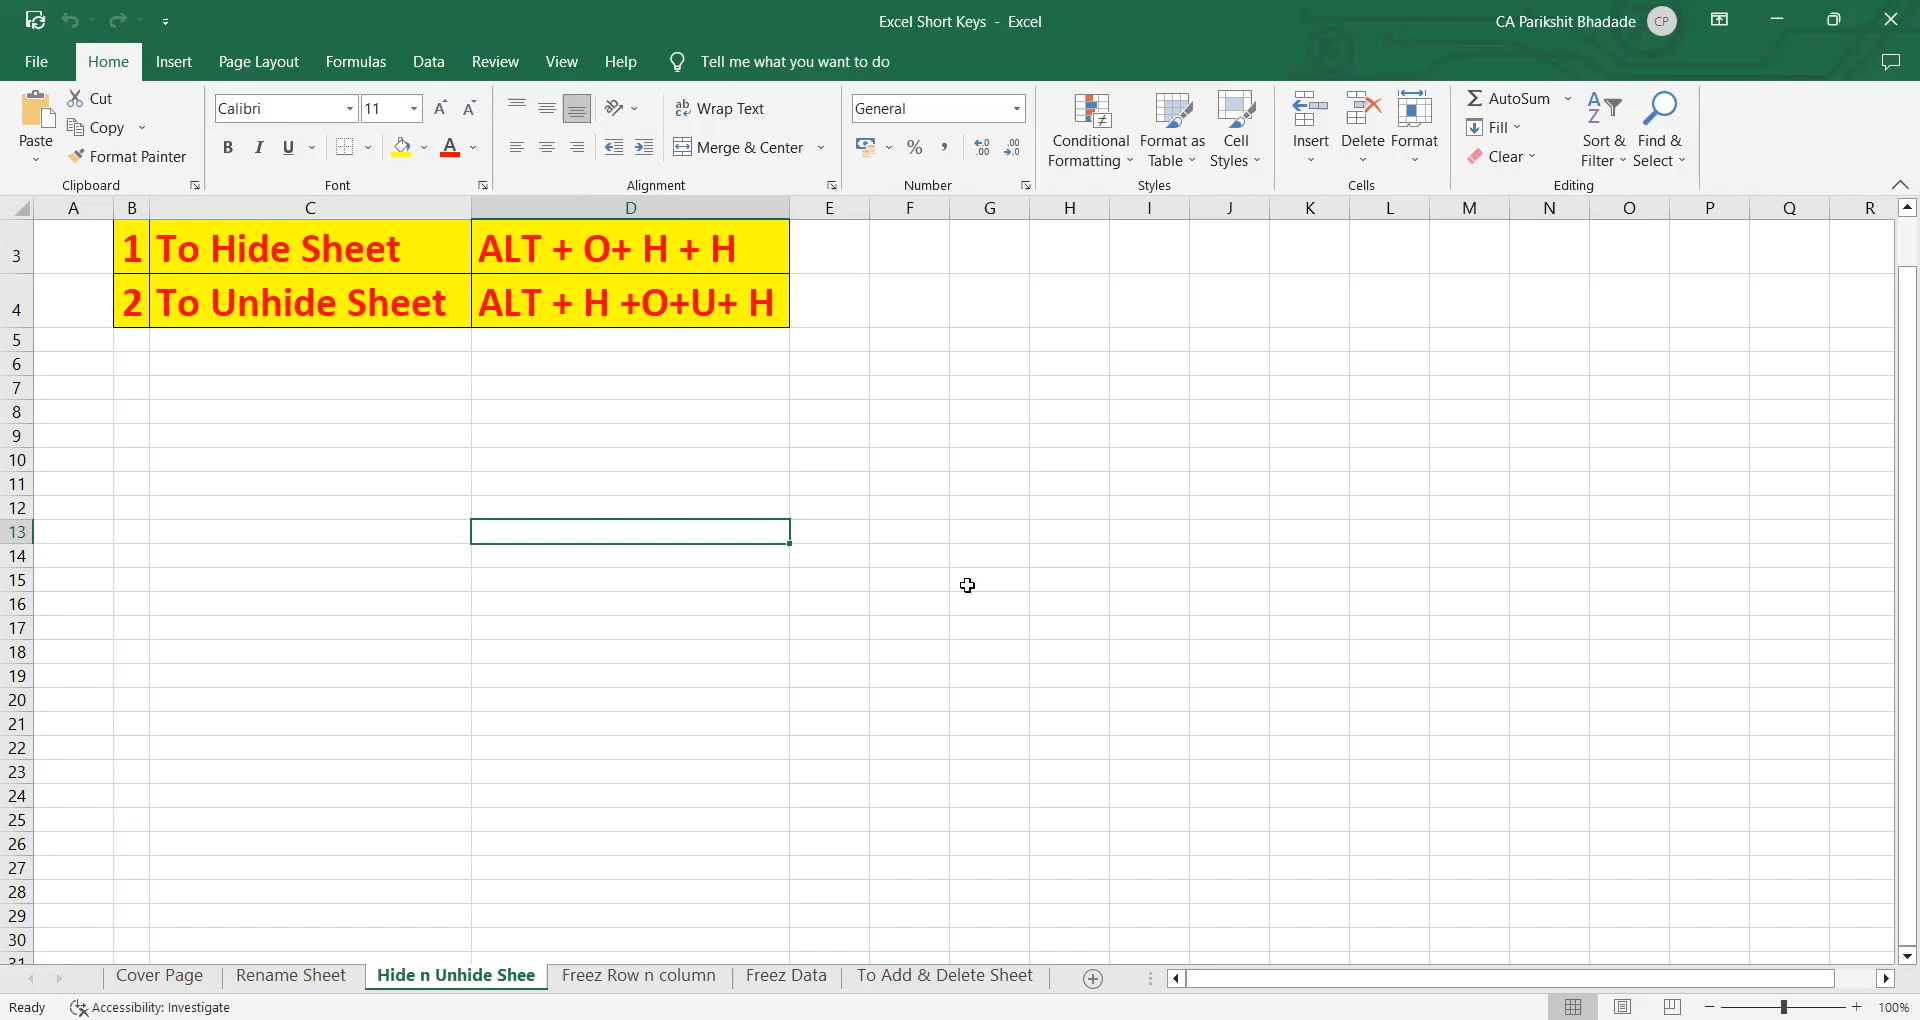 Excel Short Keys - Excel
CA Parikshit Bhadade CP
File Home Insert Page Layout Formulas Data Review View Help Tell me what you want to do
Paste
Cut
Copy
Format Painter
Clipboard
Calibri 11
B I U A
Font
Wrap Text
Merge & Center
Alignment
General
% ,
Number
Conditional Formatting
Format as Table
Cell Styles
Styles
Insert Delete Format
Cells
AutoSum
Fill
Clear
Sort & Filter
Find & Select
Editing
A B C D E F G H I J K L M N O P Q R
3 1 To Hide Sheet ALT + O+ H + H
4 2 To Unhide Sheet ALT + H +O+U+ H
5
6
7
8
9
10
11
12
13
14
15
16
17
18
19
20
21
22
23
24
25
26
27
28
29
30
31
Cover Page Rename Sheet Hide n Unhide Shee Freez Row n column Freez Data To Add & Delete Sheet
Ready Accessibility: Investigate 100%